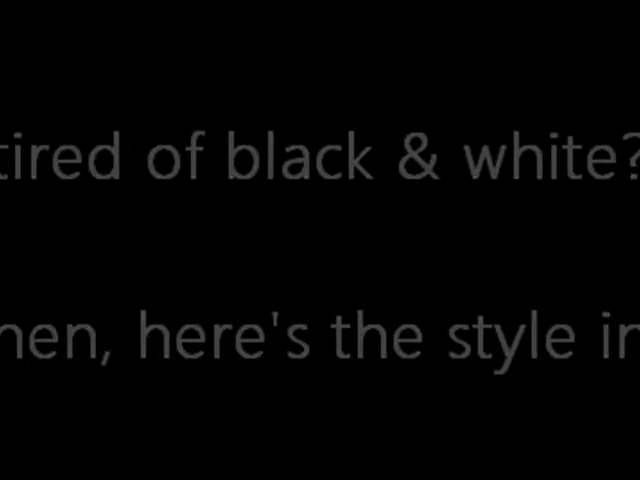 tired of black & white?
hen, here's the style in